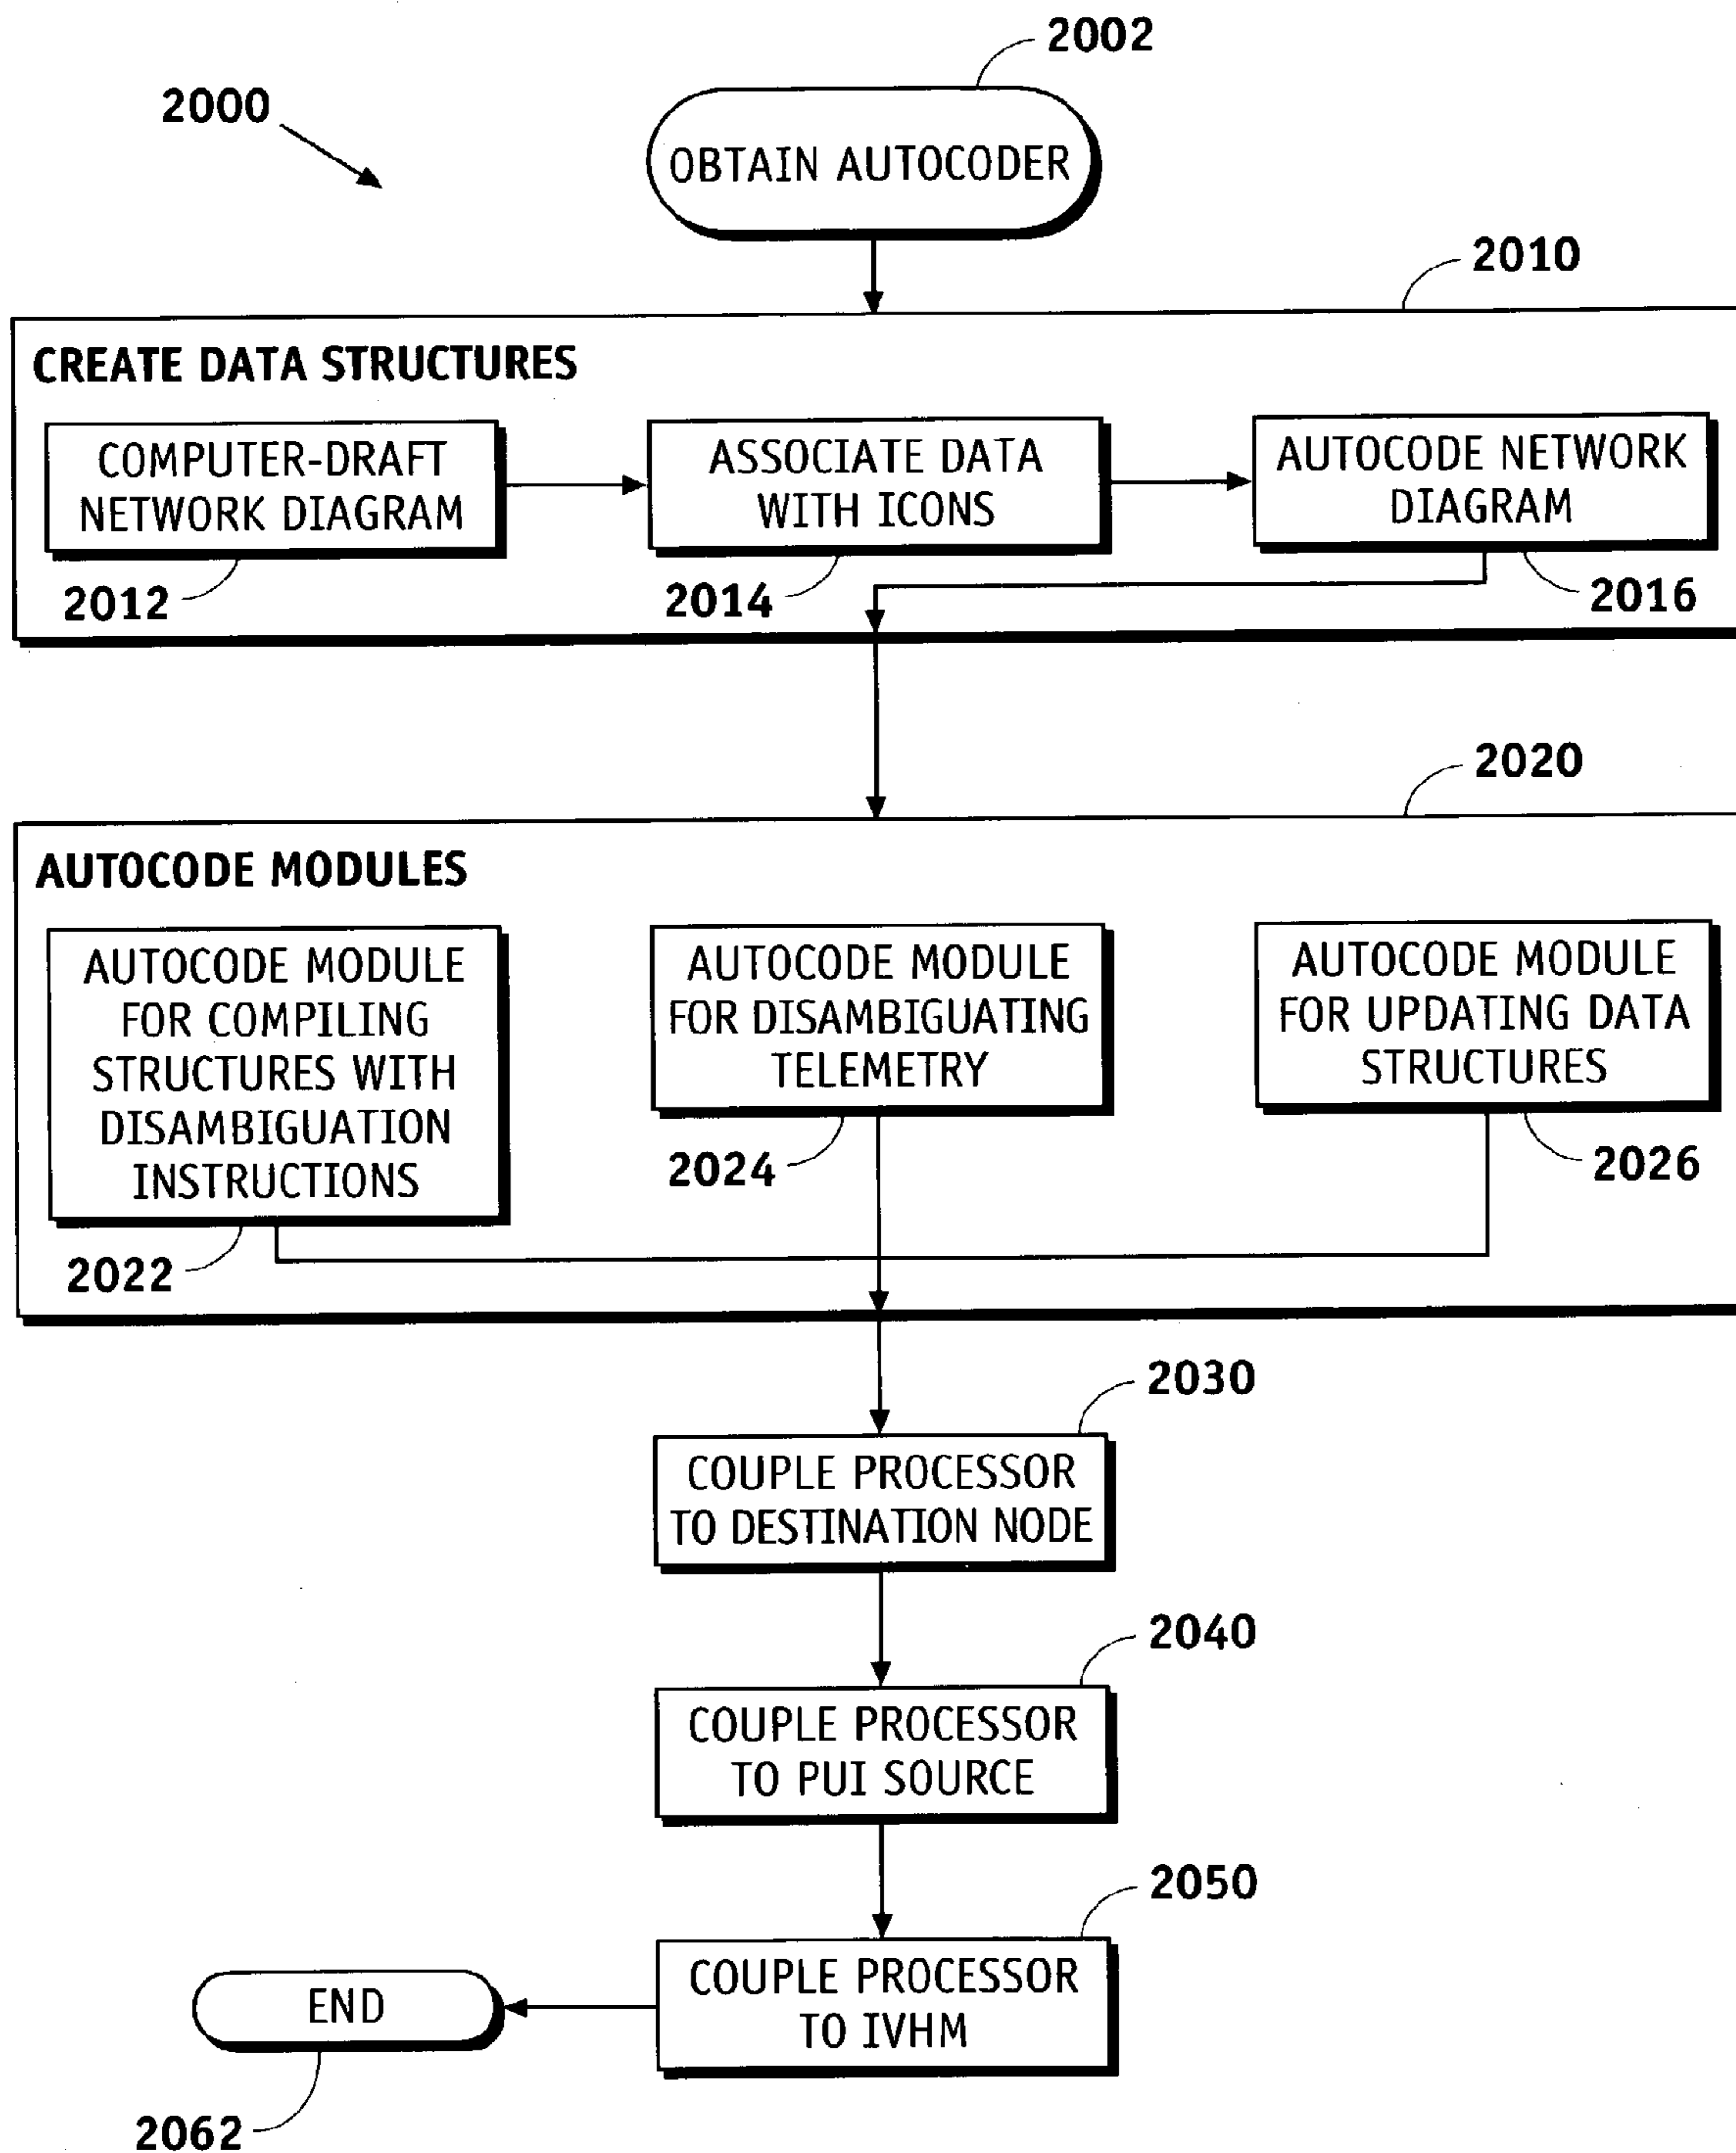 2002
2000
OBTAIN AUTOCODER
2010
CREATE DATA STRUCTURES
COMPUTER-DRAFT
NETWORK DIAGRAM
ASSOCIATE DATA
WITH ICONS
AUTOCODE NETWORK
DIAGRAM
2012
2014
2016
2020
AUTOCODE MODULES
AUTOCODE MODULE
FOR COMPILING
STRUCTURES WITH
DISAMBIGUATION
INSTRUCTIONS
AUTOCODE MODULE
FOR DISAMBIGUATING
TELEMETRY
AUTOCODE MODULE
FOR UPDATING DATA
STRUCTURES
2022
2024
2026
2030
COUPLE PROCESSOR
TO DESTINATION NODE
2040
COUPLE PROCESSOR
TO PUI SOURCE
2050
COUPLE PROCESSOR
TO IVHM
END
2062